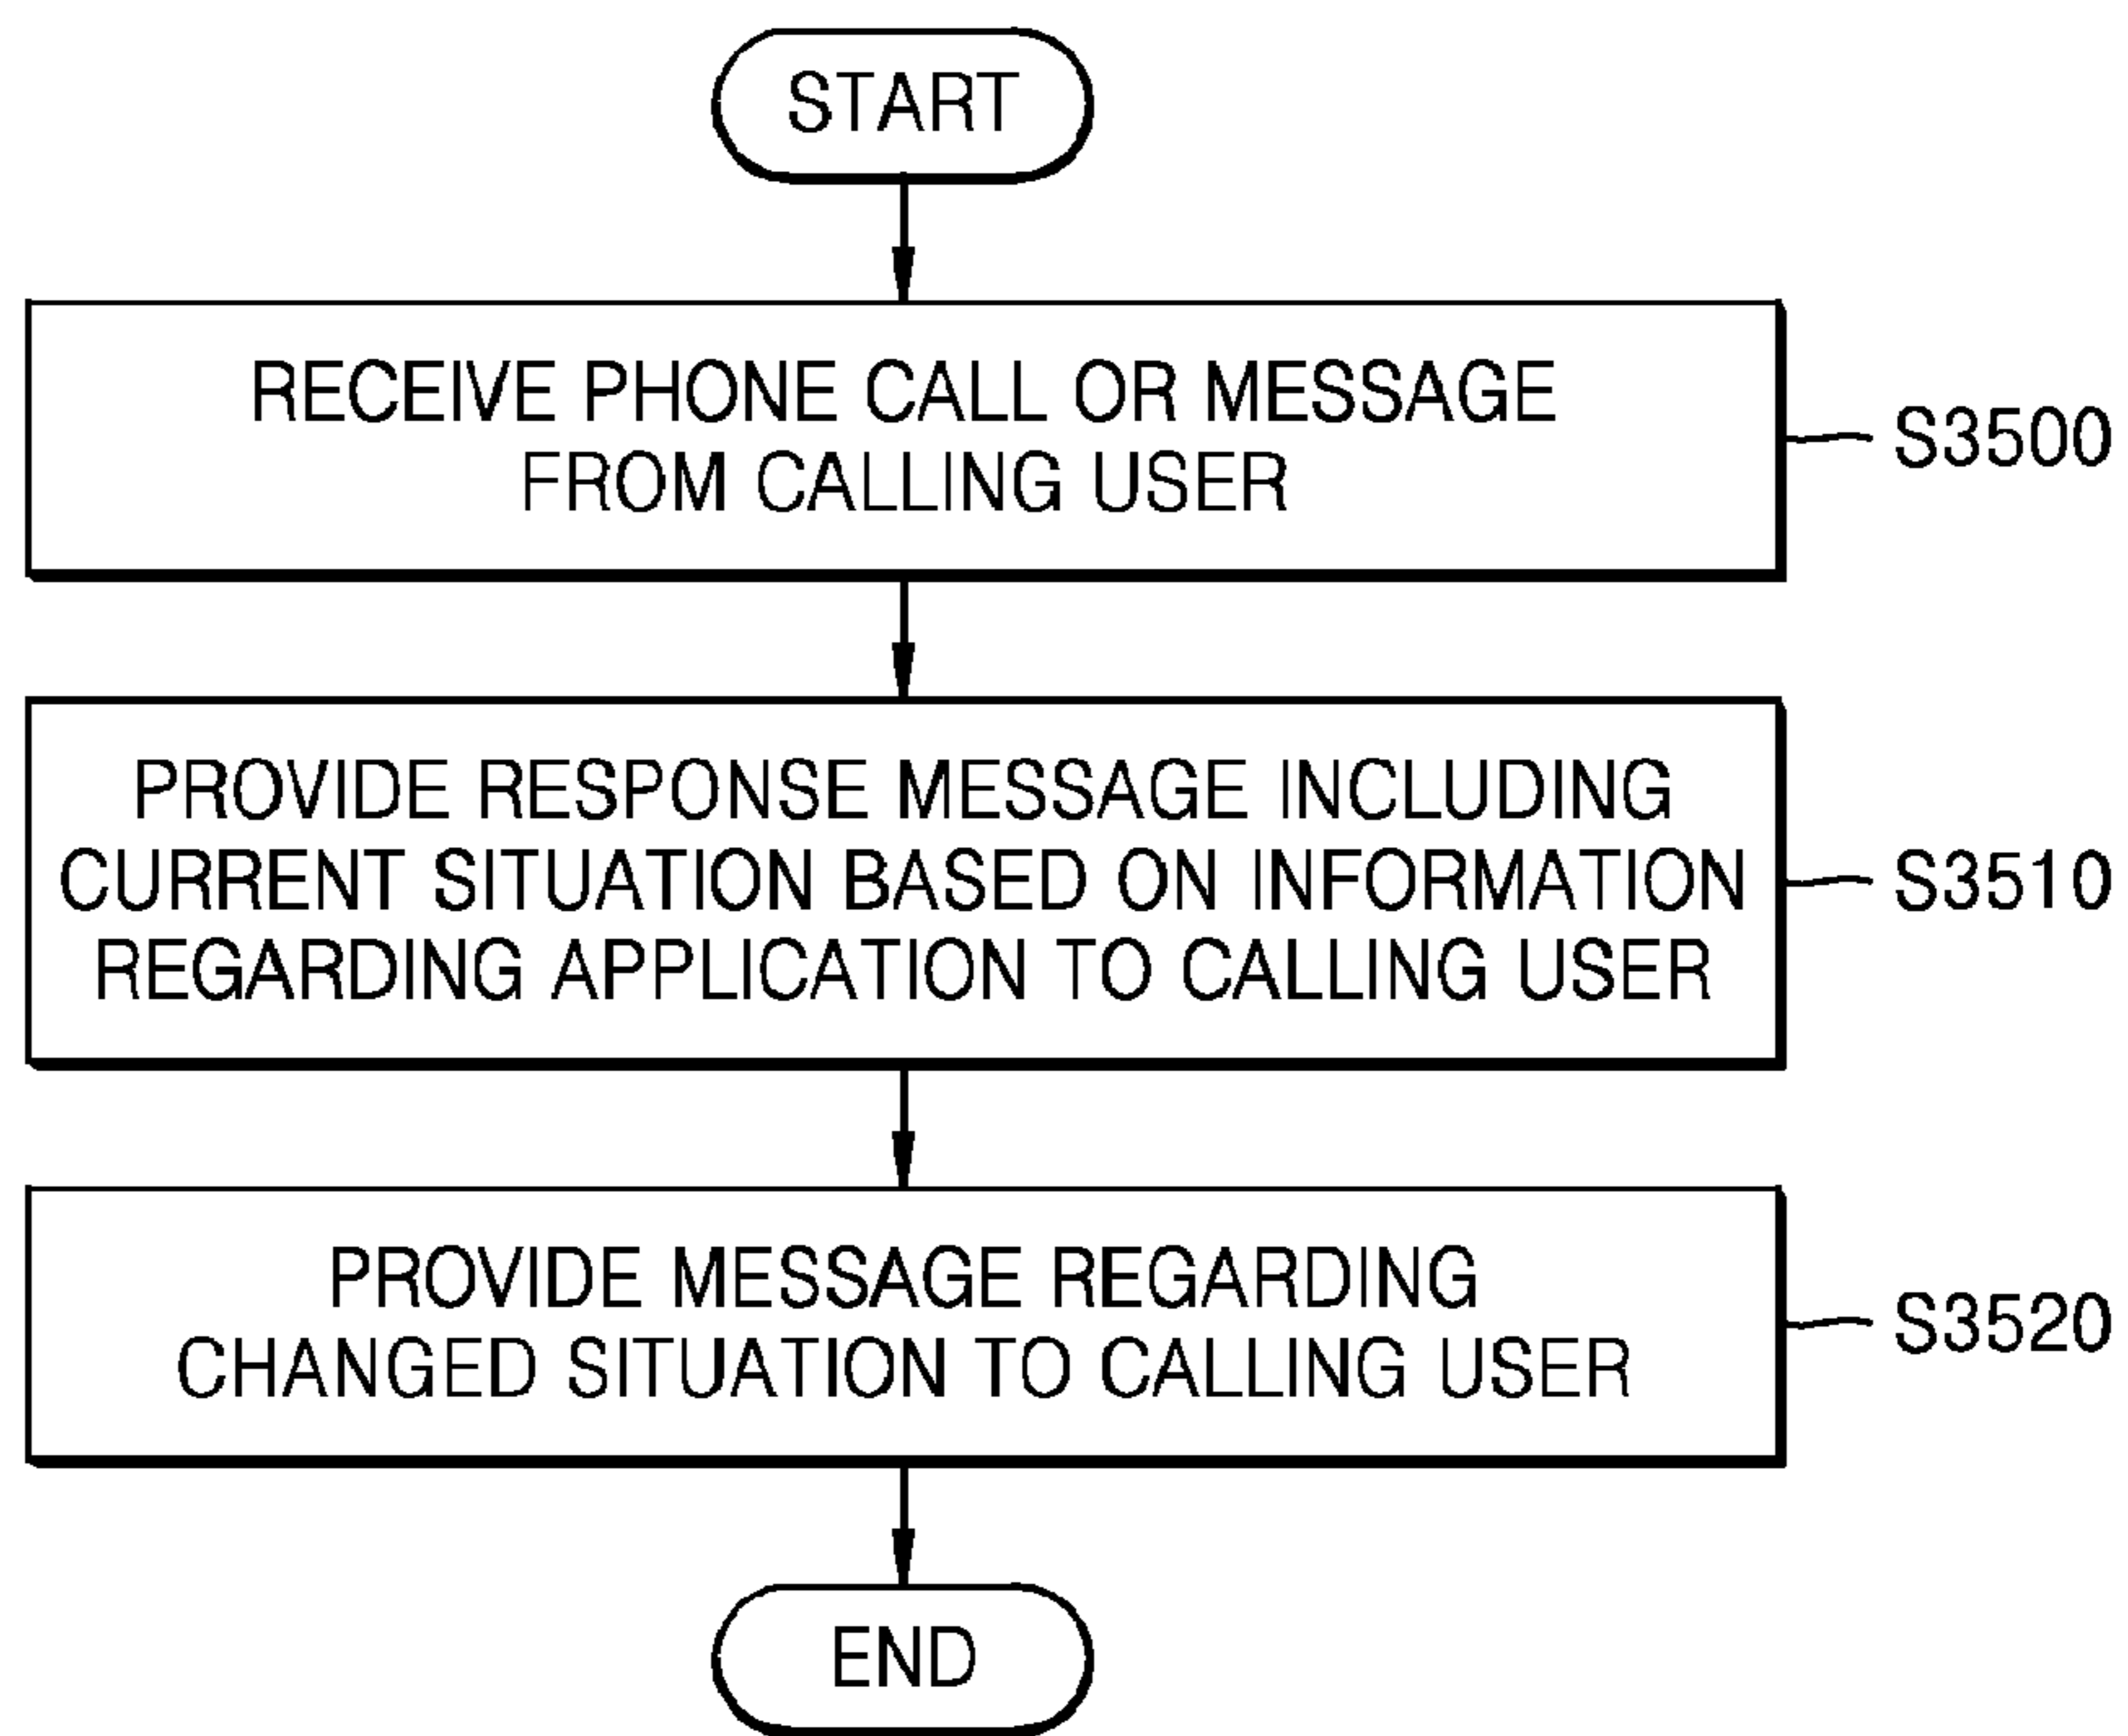 START
RECEIVE PHONE CALL OR MESSAGE
FROM CALLING USER
S3500
PROVIDE RESPONSE MESSAGE INCLUDING
CURRENT SITUATION BASED ON INFORMATION
REGARDING APPLICATION TO CALLING USER
S3510
PROVIDE MESSAGE REGARDING
CHANGED SITUATION TO CALLING USER
S3520
END